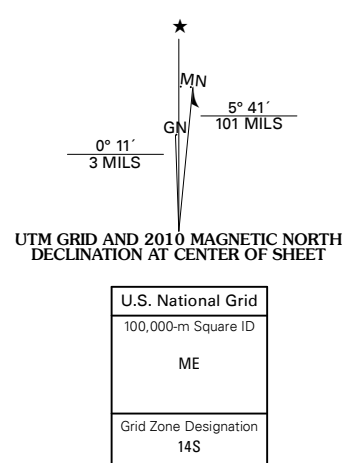 MN
GN
5° 41´
101 MILS
0° 11´
3 MILS
UTM GRID AND 2010 MAGNETIC NORTH
DECLINATION AT CENTER OF SHEET
U.S. National Grid
100,000-m Square ID
ME
Grid Zone Designation
14S